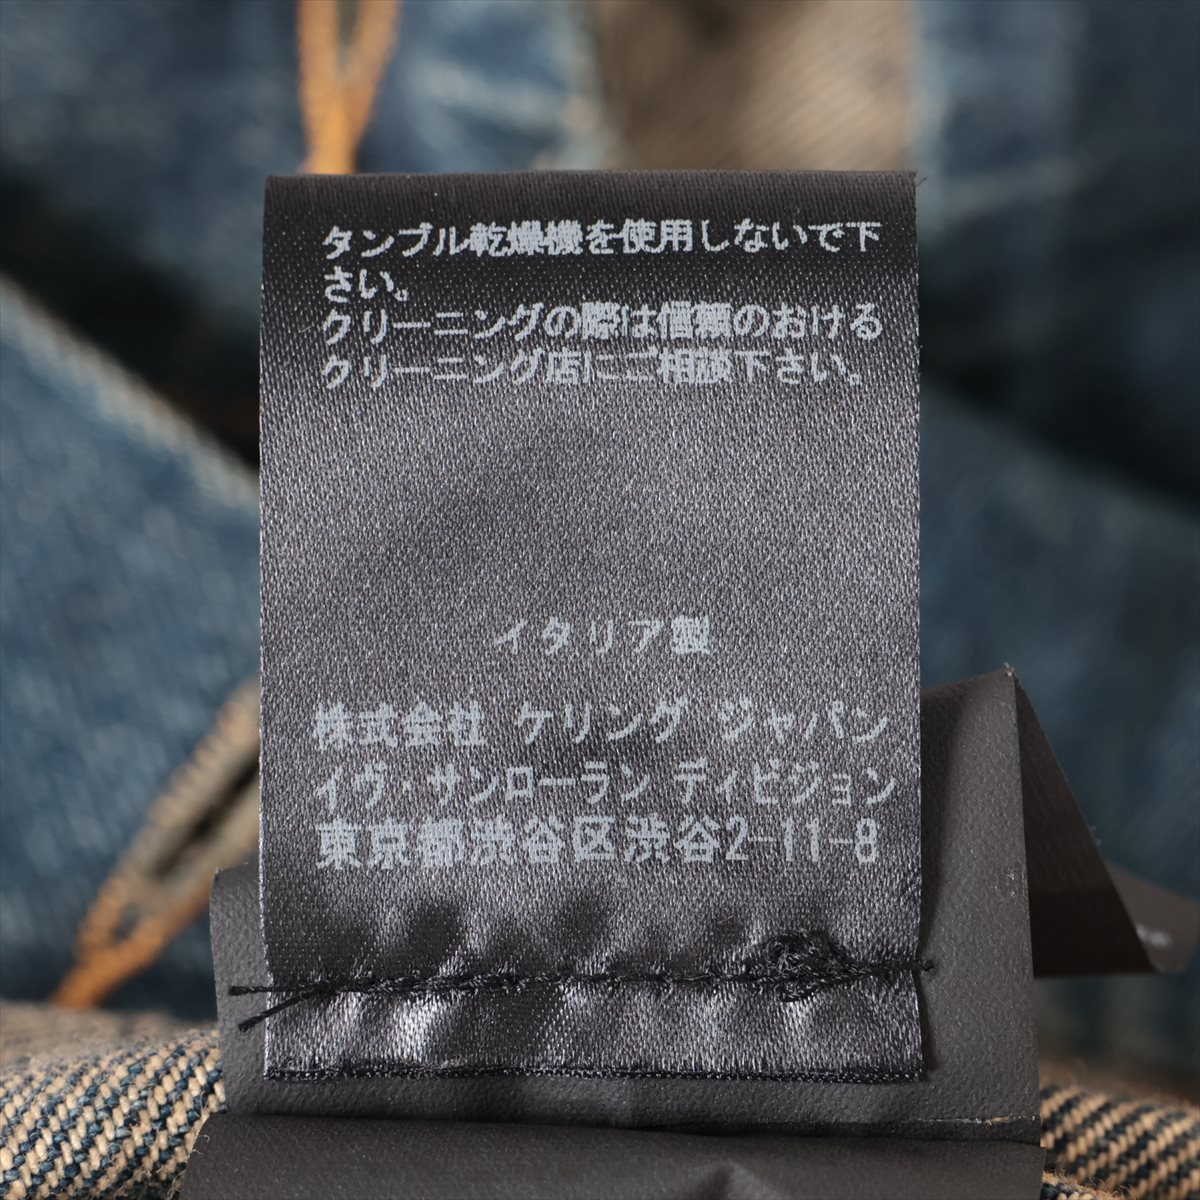 タンブル乾燥機を使用しないで下
さい。
クリーニングの際は信頼のおける
クリーニング店にご相談下さい。
イタリア製
株式会社 ケリング ジャパン
イヴ・サンローラン ディビジョン
東京都渋谷区渋谷2-11-8